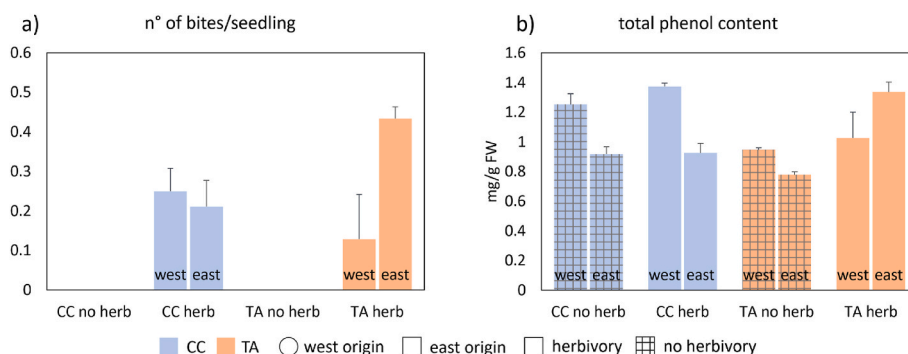 a) n° of bites/seedling
0.6
0.5
0.4
0.3
0.2
0.1
0
west east west east
CC no herb CC herb TA no herb TA herb
b) total phenol content
mg/g FW
1.6
1.4
1.2
1
0.8
0.6
0.4
0.2
0
west east west east west east west east
CC no herb CC herb TA no herb TA herb
CC TA west origin east origin herbivory no herbivory